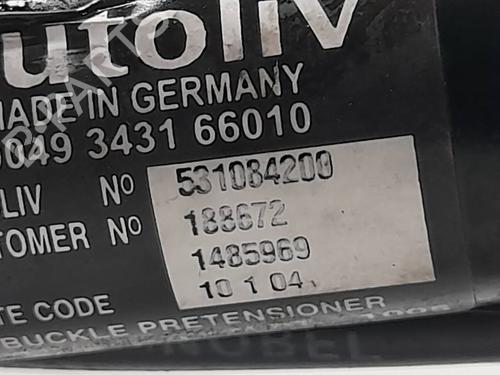 utoliv
MADE IN GERMANY
0049 3431 66010
LIV Nº 531084200
TOMER Nº 188672
1485969
10 1 04
TE CODE
BUCKLE PRETENSIONER
NOBEL